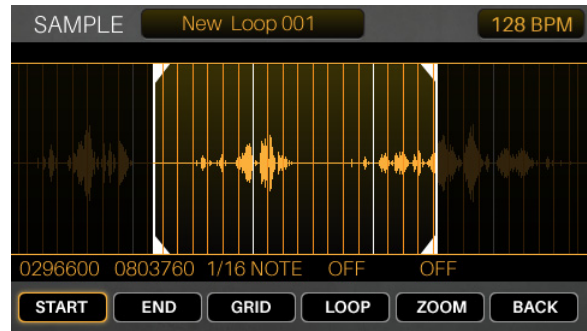 SAMPLE New Loop 001 128 BPM
0296600 0803760 1/16 NOTE OFF OFF
START END GRID LOOP ZOOM BACK